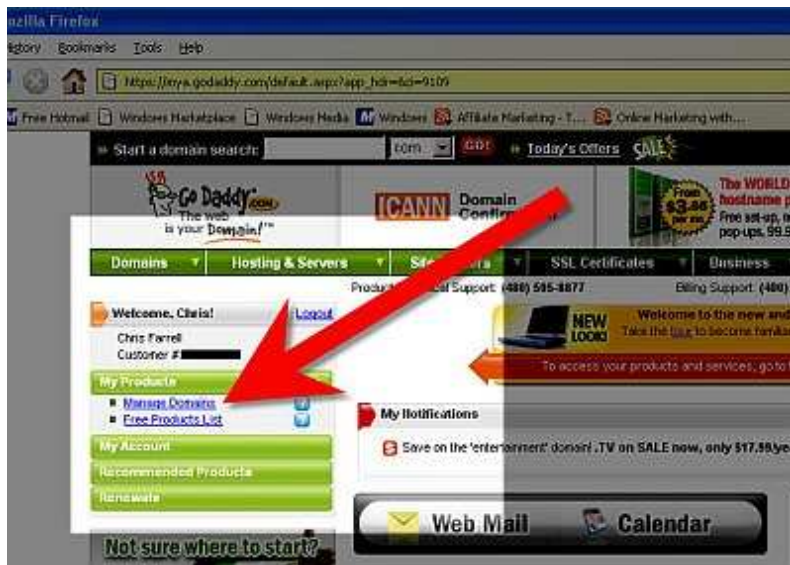 ozilla Firefox
History Bookmarks Tools Help
https://mya.godaddy.com/default.aspx?app_hdr=&ci=9109
Free Hotmail Windows Marketplace Windows Media Windows Affiliate Marketing - T... Online Marketing with...
Start a domain search: com GO! Today's Offers SALE
Go Daddy.com
The web
is your Domain!™
ICANN Domain
From
$3.
The WORLD
hostname p
Free set-up,
pop-ups, 99.9
Domains Hosting & Servers SSL Certificates Business
Support: (480) 505-8877 Billing Support: (480)
Welcome, Chris! Logout
Chris Farrell
Customer #
NEW
LOOK!
Welcome to the new and
Take the tour to become familiar
To access your products and services, go to
My Products
Manage Domains
Free Products List
My Account
Recommended Products
Renewals
My Notifications
Save on the 'entertainment' domain! .TV on SALE now, only $17.99/ye
Web Mail Calendar
Not sure where to start?